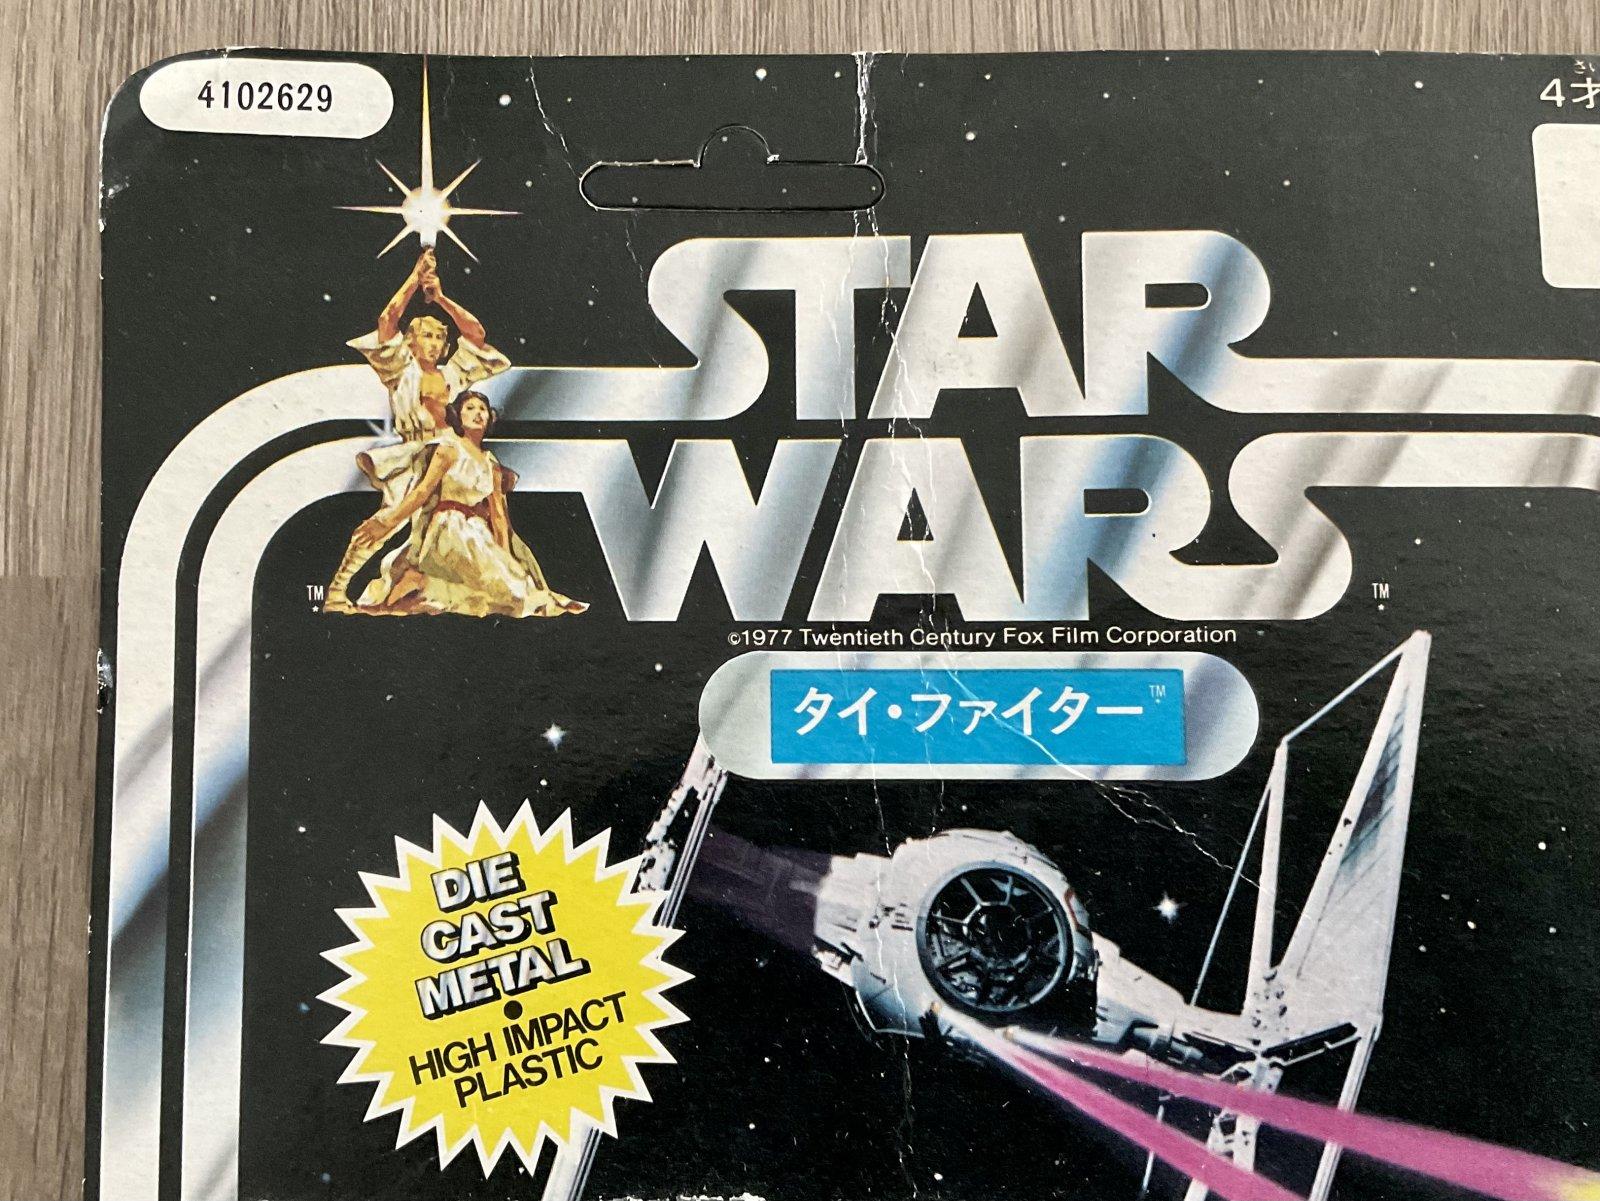 4102629
4才
STAR
WARS
TM
TM
©1977 Twentieth Century Fox Film Corporation
タイ・ファイター™
DIE
CAST
METAL
•
HIGH IMPACT
PLASTIC